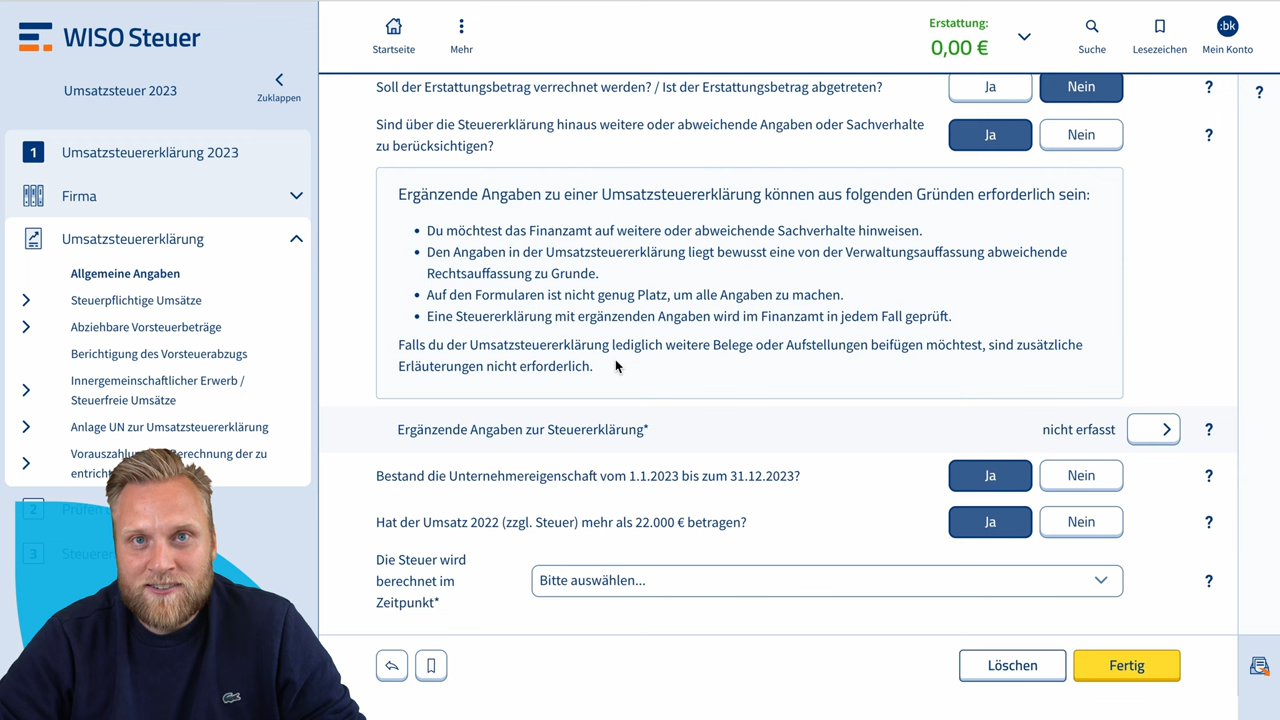 WISO Steuer
Startseite
Mehr
Erstattung:
0,00 €
Suche
Lesezeichen
:bk
Mein Konto
Umsatzsteuer 2023
Zuklappen
1 Umsatzsteuererklärung 2023
Firma
Umsatzsteuererklärung
Allgemeine Angaben
Steuerpflichtige Umsätze
Abziehbare Vorsteuerbeträge
Berichtigung des Vorsteuerabzugs
Innergemeinschaftlicher Erwerb /
Steuerfreie Umsätze
Anlage UN zur Umsatzsteuererklärung
der zu
2
3
Soll der Erstattungsbetrag verrechnet werden? / Ist der Erstattungsbetrag abgetreten?
Ja Nein ?
?
Sind über die Steuererklärung hinaus weitere oder abweichende Angaben oder Sachverhalte
zu berücksichtigen?
Ja Nein ?
Ergänzende Angaben zu einer Umsatzsteuererklärung können aus folgenden Gründen erforderlich sein:
• Du möchtest das Finanzamt auf weitere oder abweichende Sachverhalte hinweisen.
• Den Angaben in der Umsatzsteuererklärung liegt bewusst eine von der Verwaltungsauffassung abweichende
Rechtsauffassung zu Grunde.
• Auf den Formularen ist nicht genug Platz, um alle Angaben zu machen.
• Eine Steuererklärung mit ergänzenden Angaben wird im Finanzamt in jedem Fall geprüft.
Falls du der Umsatzsteuererklärung lediglich weitere Belege oder Aufstellungen beifügen möchtest, sind zusätzliche
Erläuterungen nicht erforderlich.
Ergänzende Angaben zur Steuererklärung* nicht erfasst ?
Bestand die Unternehmereigenschaft vom 1.1.2023 bis zum 31.12.2023? Ja Nein ?
Hat der Umsatz 2022 (zzgl. Steuer) mehr als 22.000 € betragen? Ja Nein ?
Die Steuer wird
berechnet im
Zeitpunkt*
Bitte auswählen... ?
Löschen
Fertig